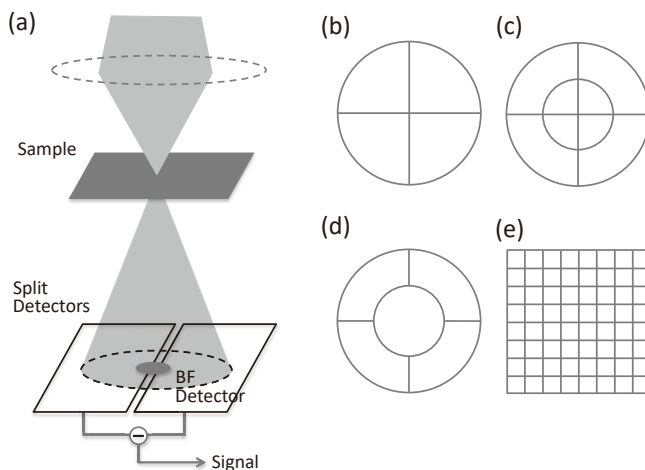 (a)
Sample
Split
Detectors
BF
Detector
−
Signal
(b)
(c)
(d)
(e)